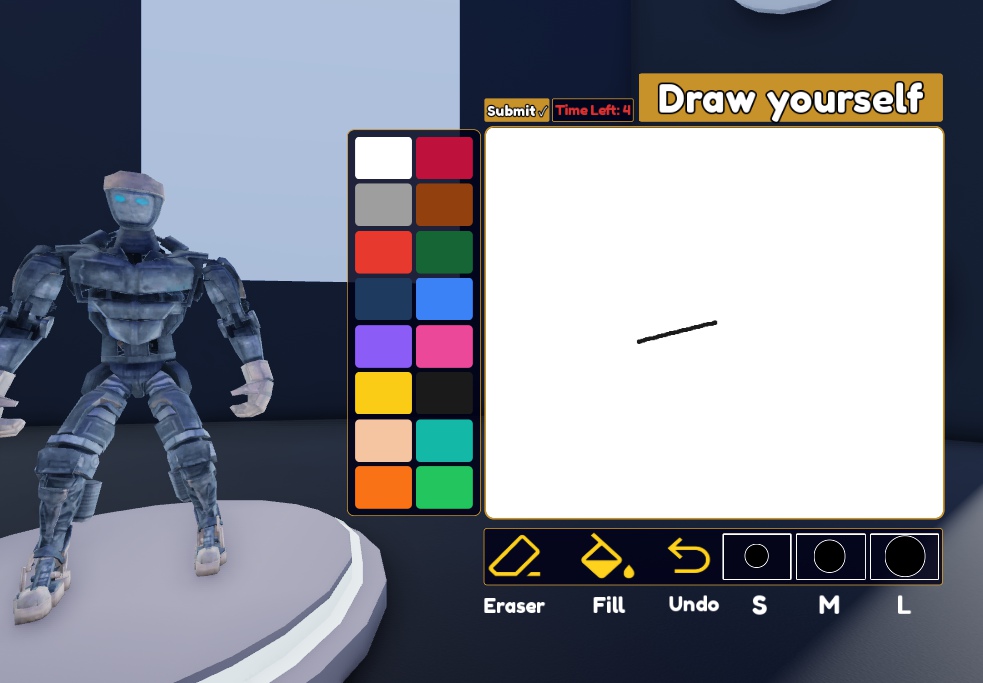 Submit ✓
Time Left: 4
Draw yourself
Eraser
Fill
Undo
S
M
L